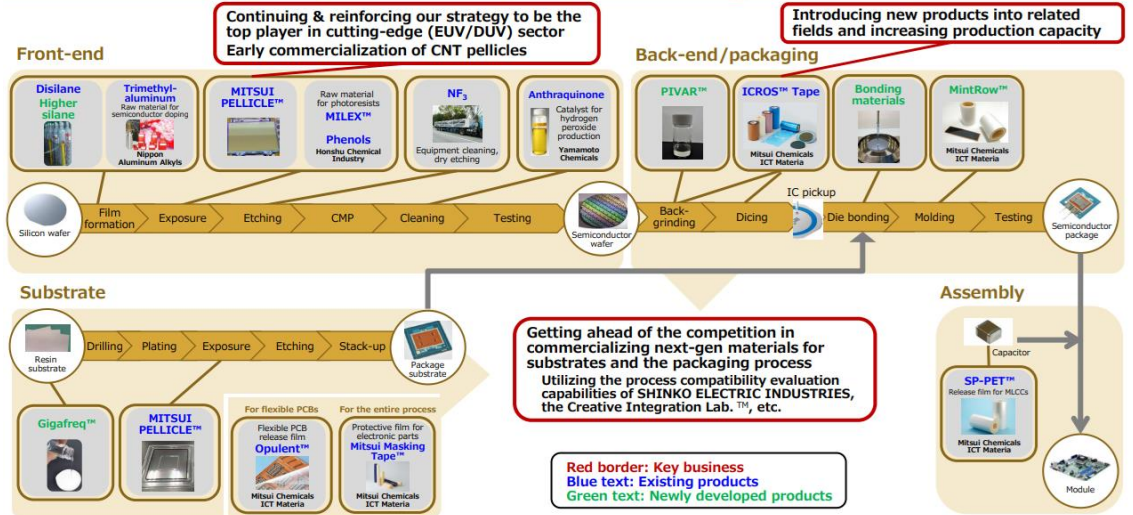 Continuing & reinforcing our strategy to be the
top player in cutting-edge (EUV/DUV) sector
Early commercialization of CNT pellicles
Introducing new products into related
fields and increasing production capacity
Front-end
Disilane
Higher
silane
Trimethyl-
aluminum
Raw material for
semiconductor doping
Nippon
Aluminum Alkyls
MITSUI
PELLICLE™
Raw material
for photoresists
MILEX™
Phenols
Honshu Chemical
Industry
NF3
Equipment cleaning,
dry etching
Anthraquinone
Catalyst for
hydrogen
peroxide
production
Yamamoto
Chemicals
Silicon wafer
Film
formation
Exposure
Etching
CMP
Cleaning
Testing
Semiconductor
wafer
Back-end/packaging
PIVAR™
ICROS™ Tape
Mitsui Chemicals
ICT Materia
Bonding
materials
MintRow™
Mitsui Chemicals
ICT Materia
Back-
grinding
Dicing
IC pickup
Die bonding
Molding
Testing
Semiconductor
package
Substrate
Resin
substrate
Drilling
Plating
Exposure
Etching
Stack-up
Package
substrate
Gigafreq™
MITSUI
PELLICLE™
For flexible PCBs
Flexible PCB
release film
Opulent™
Mitsui Chemicals
ICT Materia
For the entire process
Protective film for
electronic parts
Mitsui Masking
Tape™
Mitsui Chemicals
ICT Materia
Getting ahead of the competition in
commercializing next-gen materials for
substrates and the packaging process
Utilizing the process compatibility evaluation
capabilities of SHINKO ELECTRIC INDUSTRIES,
the Creative Integration Lab. ™, etc.
Red border: Key business
Blue text: Existing products
Green text: Newly developed products
Assembly
Capacitor
SP-PET™
Release film for MLCCs
Mitsui Chemicals
ICT Materia
Module